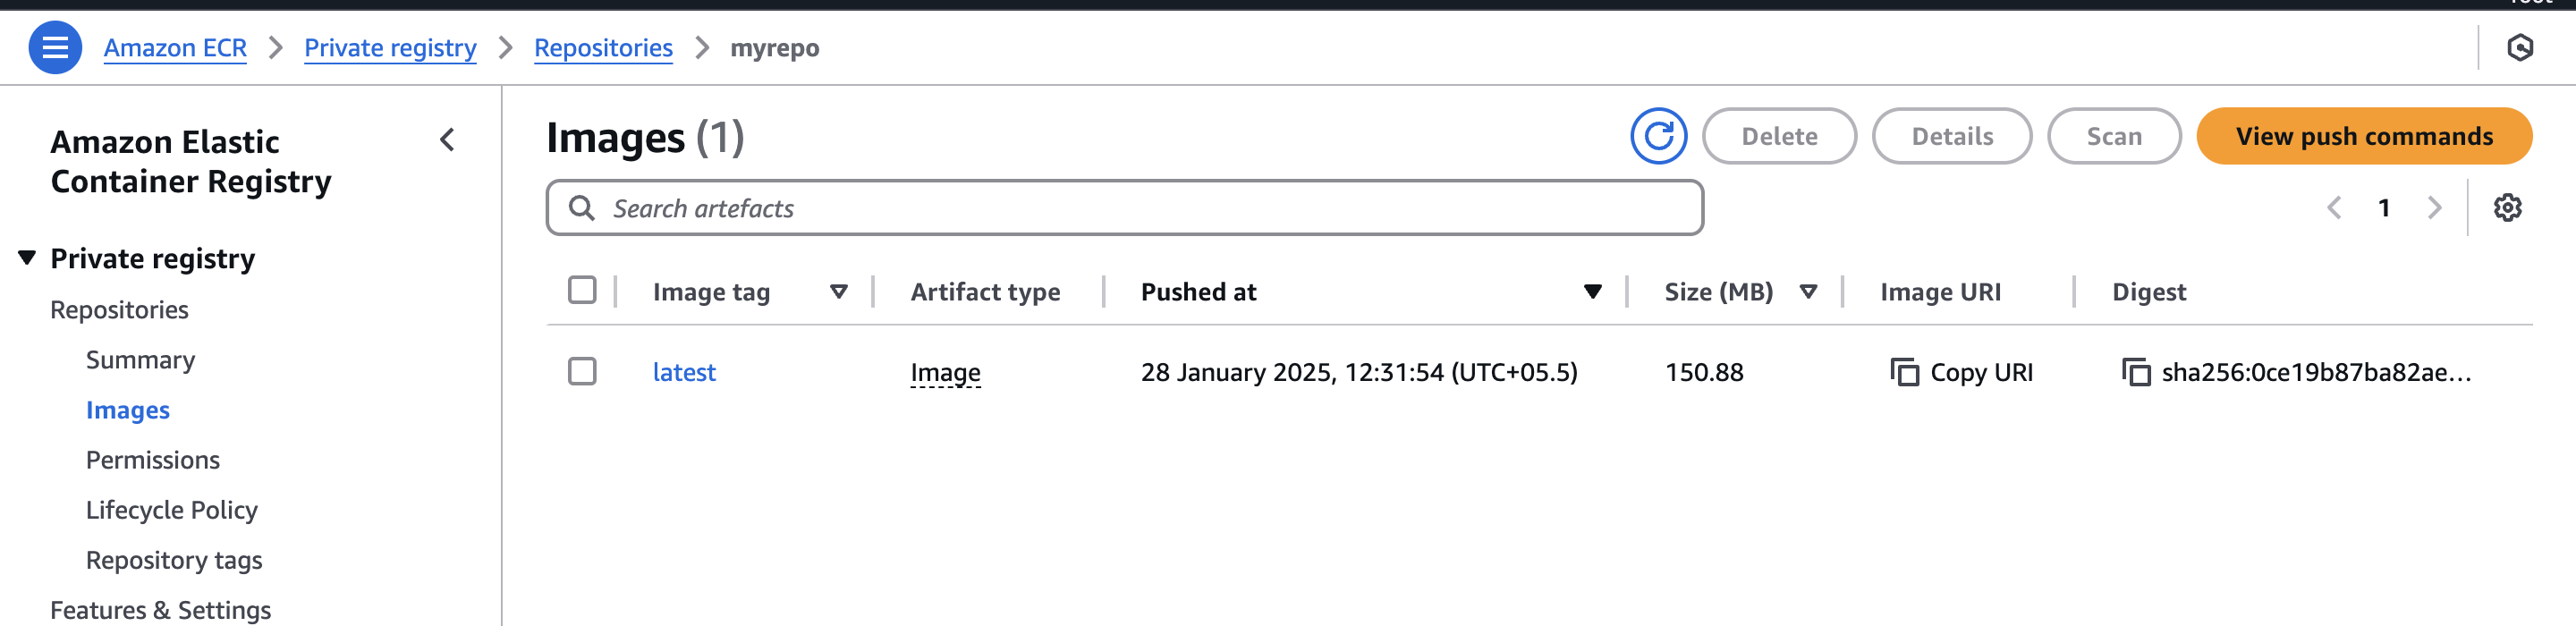 Amazon ECR > Private registry > Repositories > myrepo
Amazon Elastic
Container Registry
Private registry
Repositories
Summary
Images
Permissions
Lifecycle Policy
Repository tags
Features & Settings
Images (1)
Delete
Details
Scan
View push commands
Search artefacts
1
Image tag
Artifact type
Pushed at
Size (MB)
Image URI
Digest
latest
Image
28 January 2025, 12:31:54 (UTC+05.5)
150.88
Copy URI
sha256:0ce19b87ba82ae...